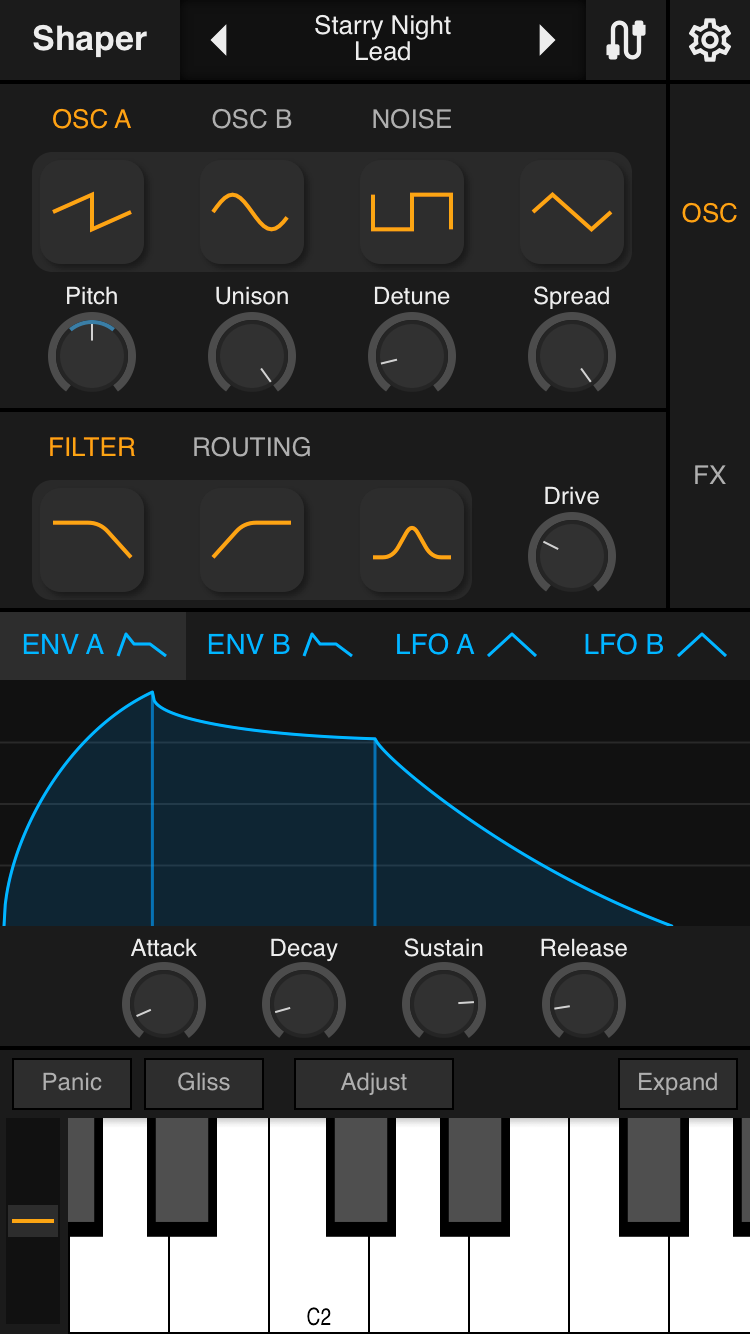 Shaper
Starry Night
Lead
OSC A
OSC B
NOISE
OSC
Pitch
Unison
Detune
Spread
FILTER
ROUTING
FX
Drive
ENV A
ENV B
LFO A
LFO B
Attack
Decay
Sustain
Release
Panic
Gliss
Adjust
Expand
C2